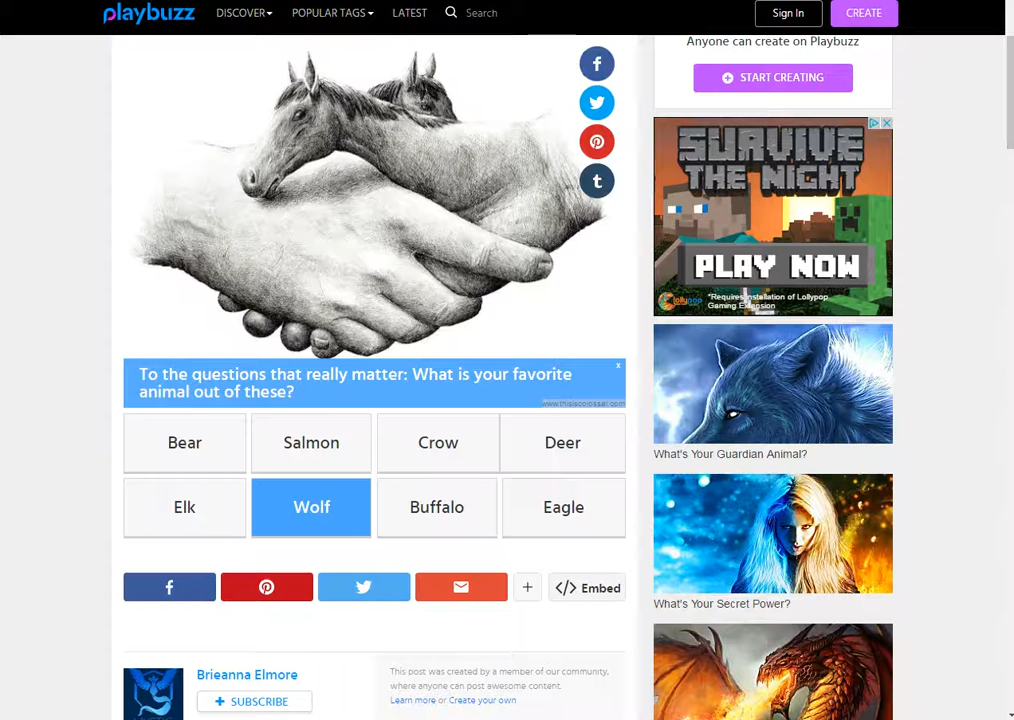 playbuzz DISCOVER POPULAR TAGS LATEST Search Sign In CREATE
Anyone can create on Playbuzz
START CREATING
SURVIVE
THE NIGHT
PLAY NOW
lollypop *Requires Installation of Lollypop
Gaming Extension
To the questions that really matter: What is your favorite
animal out of these?
x
www.thisiscolossal.com
Bear Salmon Crow Deer
Elk Wolf Buffalo Eagle
What's Your Guardian Animal?
Embed
What's Your Secret Power?
Brieanna Elmore
+ SUBSCRIBE
This post was created by a member of our community,
where anyone can post awesome content.
Learn more or Create your own